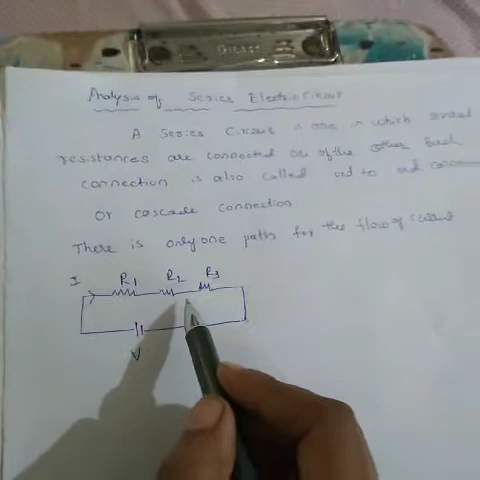 Analysis of Series Electric Circuit
A Series Circuit is one in which several
resistances are connected one of the other such
connection is also called end to end
or cascade connection
There is only one path for the flow of current
I R1 R2 R3
V